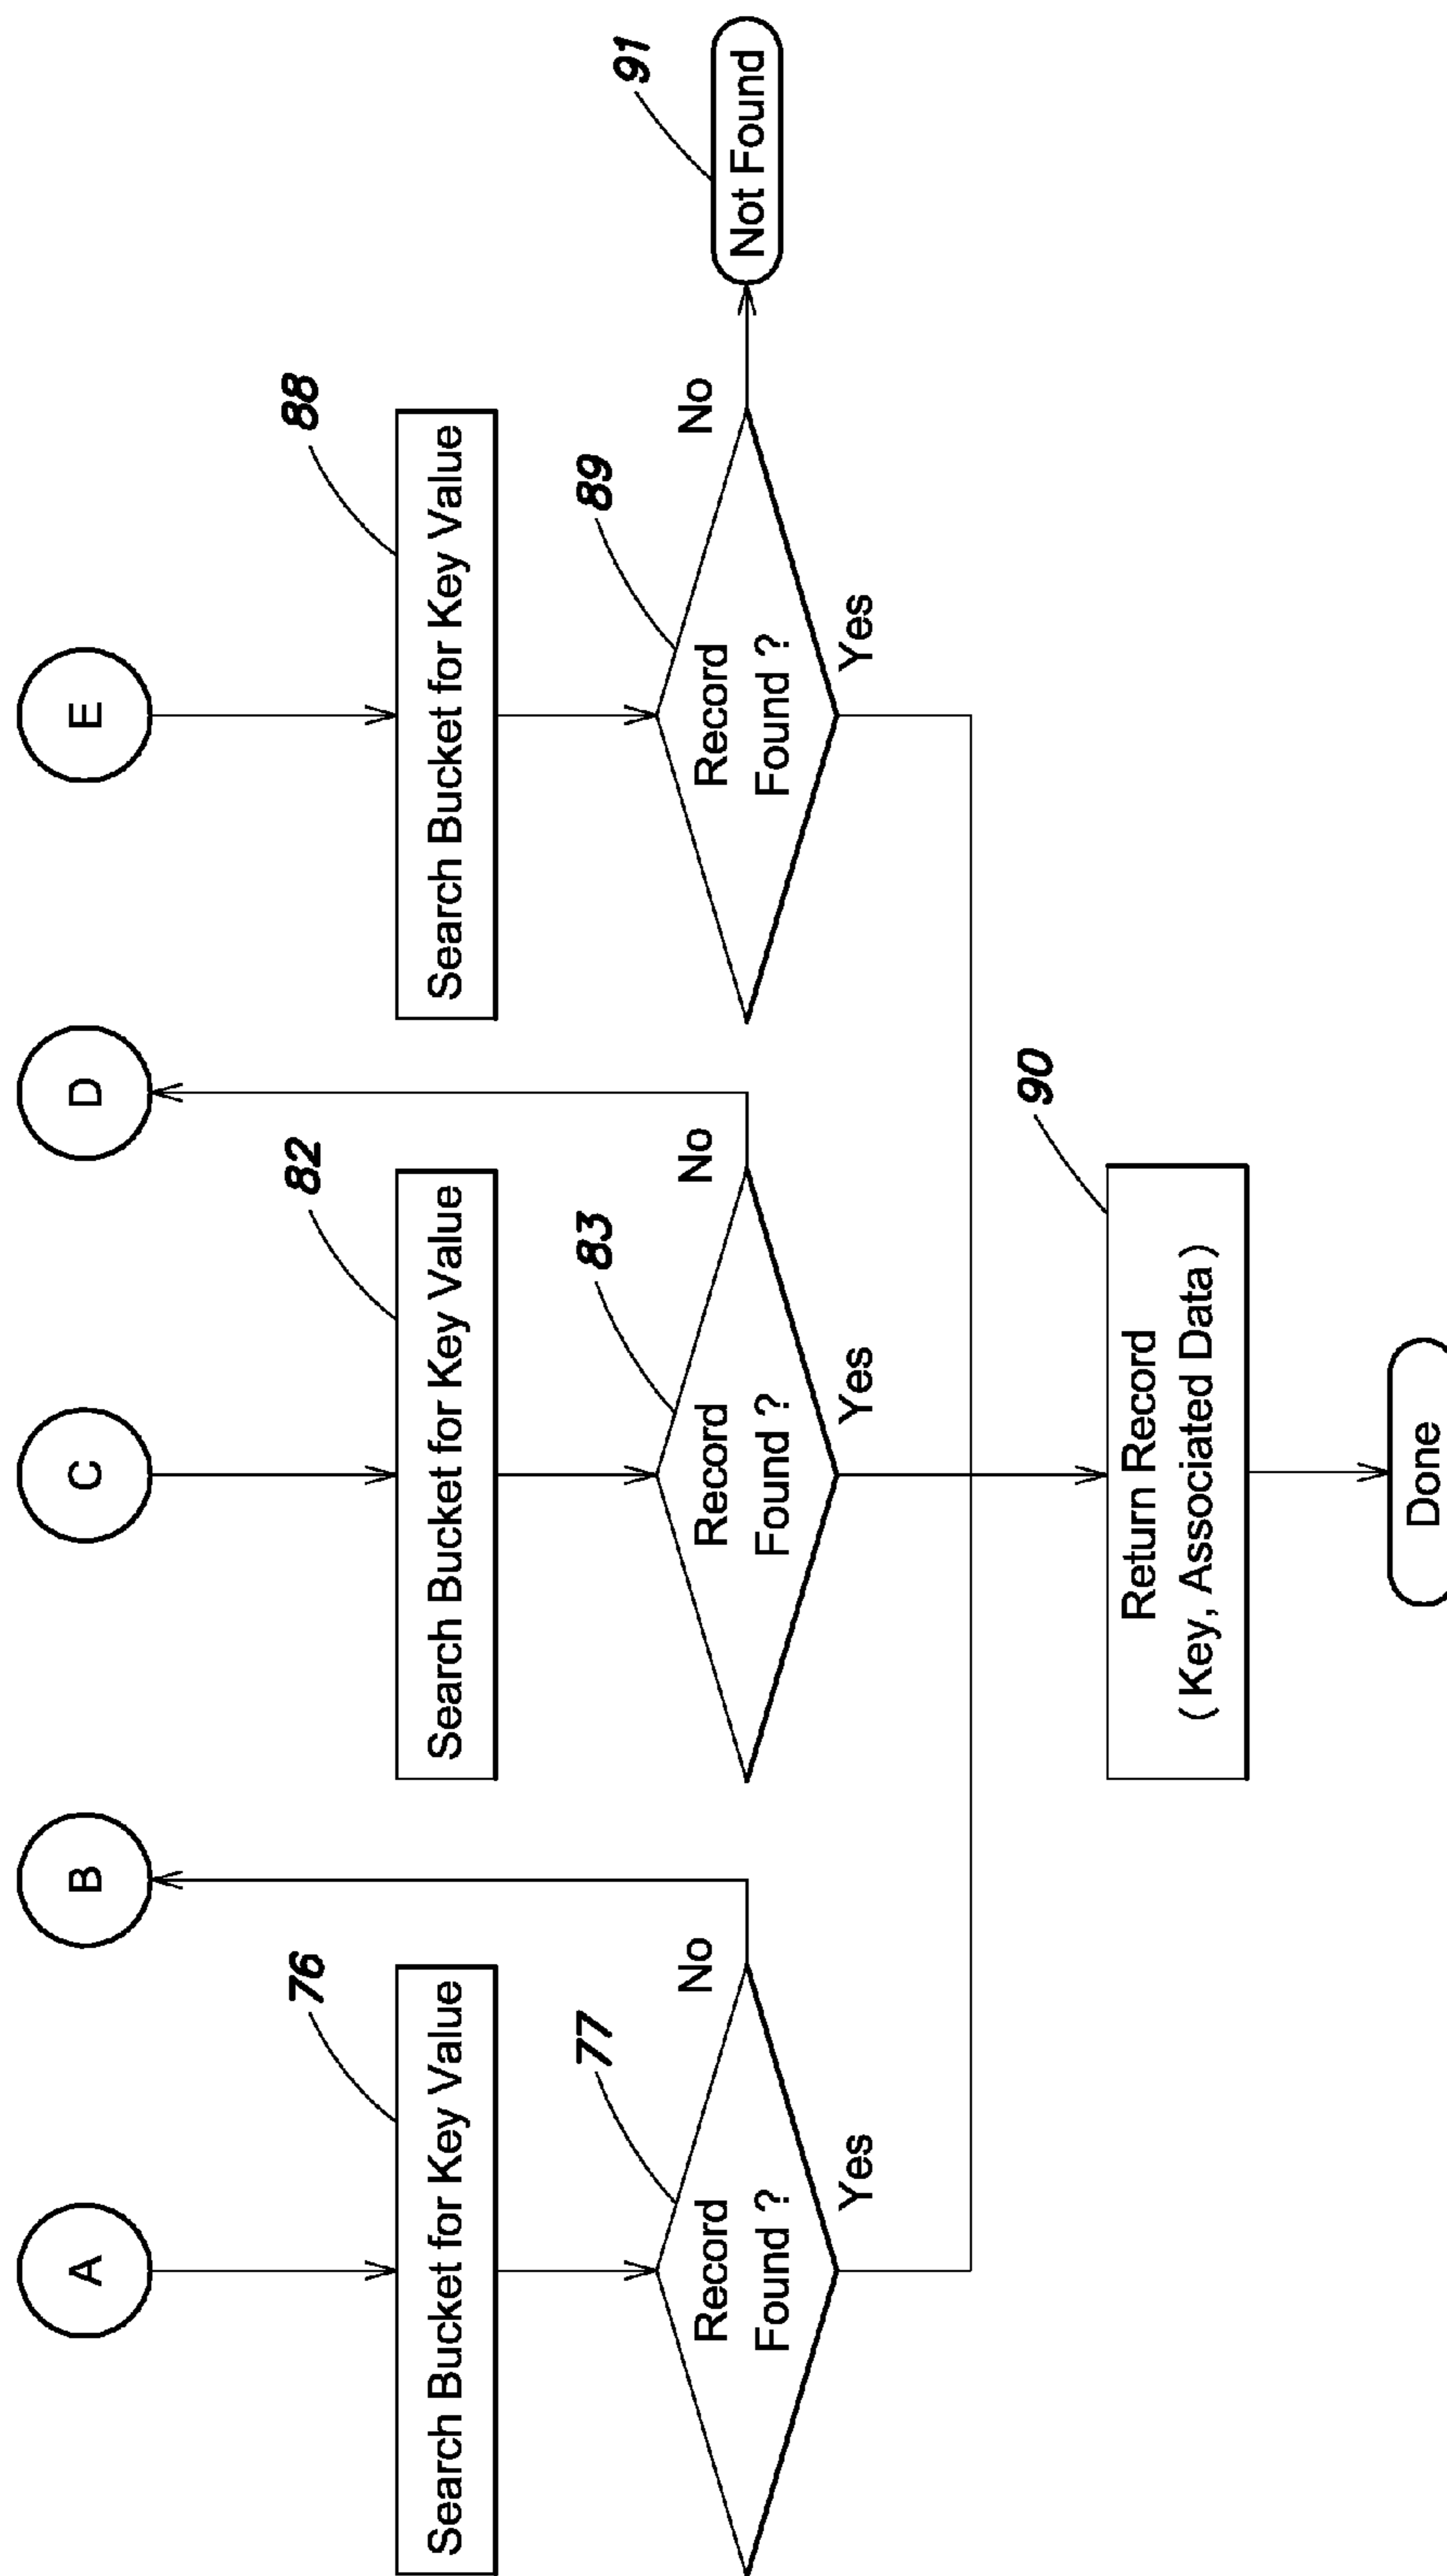 A
B
C
D
E
76
Search Bucket for Key Value
82
Search Bucket for Key Value
88
Search Bucket for Key Value
77
Record
Found ?
No
Yes
83
Record
Found ?
No
Yes
89
Record
Found ?
No
Yes
91
Not Found
90
Return Record
( Key, Associated Data )
Done